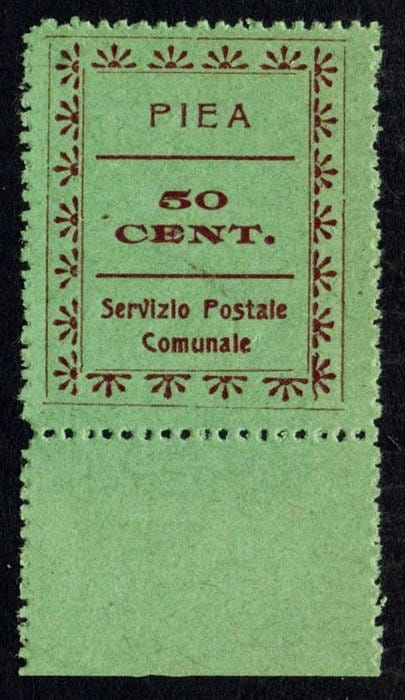 PIEA
50
CENT.
Servizio Postale
Comunale